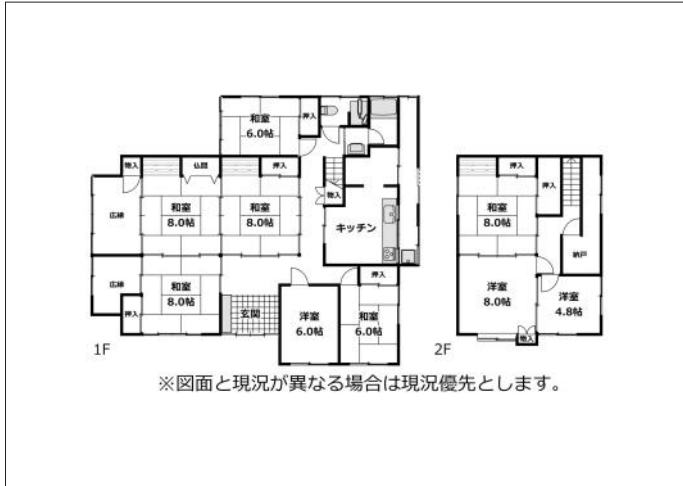 和室
6.0帖
押入
物入
仏間
押入
広縁
和室
8.0帖
和室
8.0帖
物入
キッチン
広縁
押入
和室
8.0帖
玄関
洋室
6.0帖
押入
和室
6.0帖
1F
押入
押入
和室
8.0帖
納戸
洋室
8.0帖
洋室
4.8帖
物入
2F
※図面と現況が異なる場合は現況優先とします。